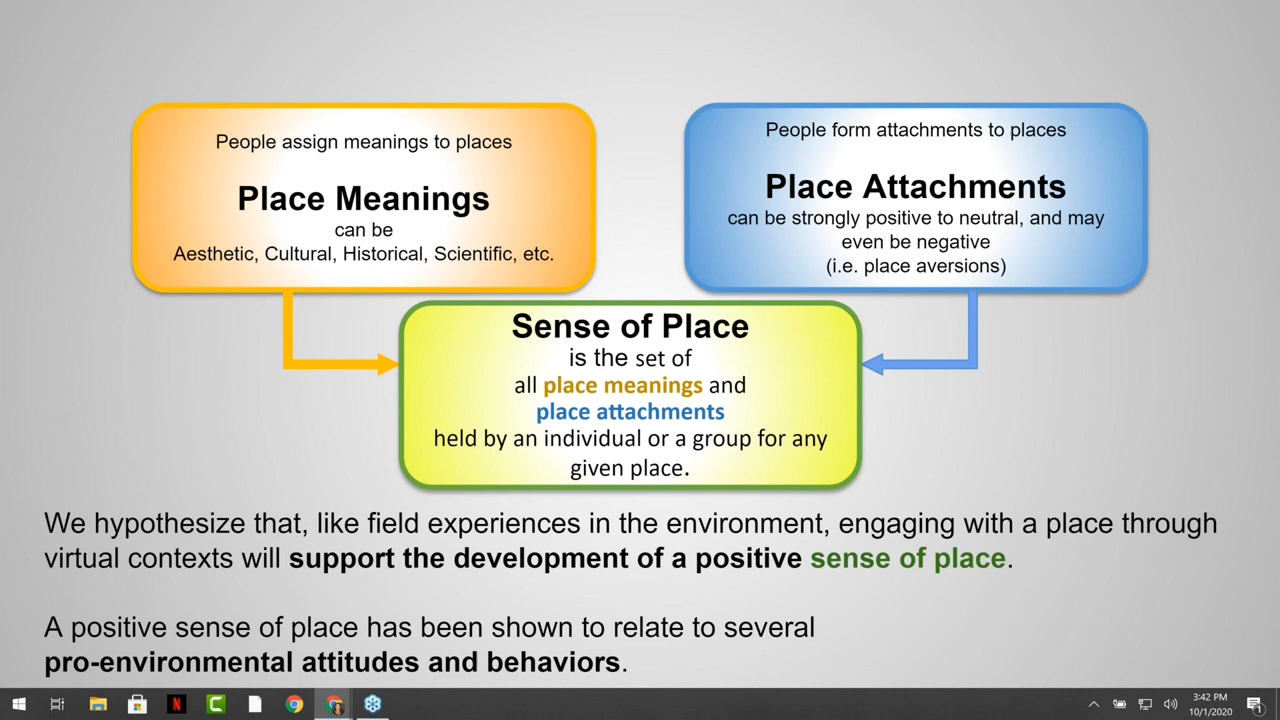 People assign meanings to places
Place Meanings
can be
Aesthetic, Cultural, Historical, Scientific, etc.
People form attachments to places
Place Attachments
can be strongly positive to neutral, and may
even be negative
(i.e. place aversions)
Sense of Place
is the set of
all place meanings and
place attachments
held by an individual or a group for any
given place.
We hypothesize that, like field experiences in the environment, engaging with a place through
virtual contexts will support the development of a positive sense of place.
A positive sense of place has been shown to relate to several
pro-environmental attitudes and behaviors.
N
C
3:42 PM
10/1/2020
1